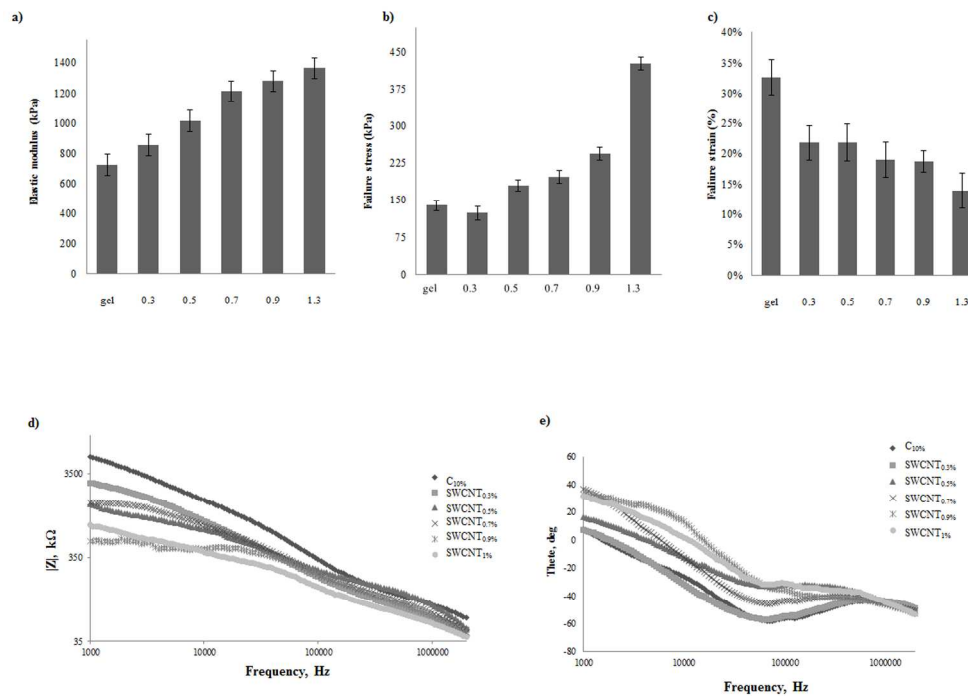 a)
Elastic modulus (kPa)
1400
1200
1000
800
600
400
200
0
gel 0.3 0.5 0.7 0.9 1.3
b)
Failure stress (kPa)
450
375
300
225
150
75
0
gel 0.3 0.5 0.7 0.9 1.3
c)
Faliure strain (%)
40%
35%
30%
25%
20%
15%
10%
5%
0%
gel 0.3 0.5 0.7 0.9 1.3
d)
|Z|, kΩ
3500
350
35
1000 10000 100000 1000000
Frequency, Hz
C10%
SWCNT0.3%
SWCNT0.5%
SWCNT0.7%
SWCNT0.9%
SWCNT1%
e)
Thete, deg
60
40
20
0
-20
-40
-60
-80
1000 10000 100000 1000000
Frequency, Hz
C10%
SWCNT0.3%
SWCNT0.5%
SWCNT0.7%
SWCNT0.9%
SWCNT1%